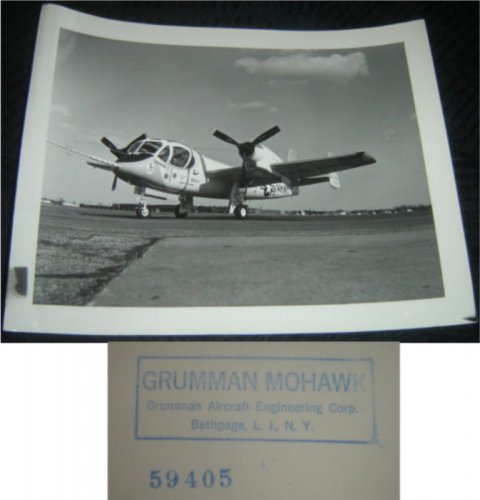 GRUMMAN MOHAWK
Grumman Aircraft Engineering Corp.
Bethpage, L. I., N. Y.
59405